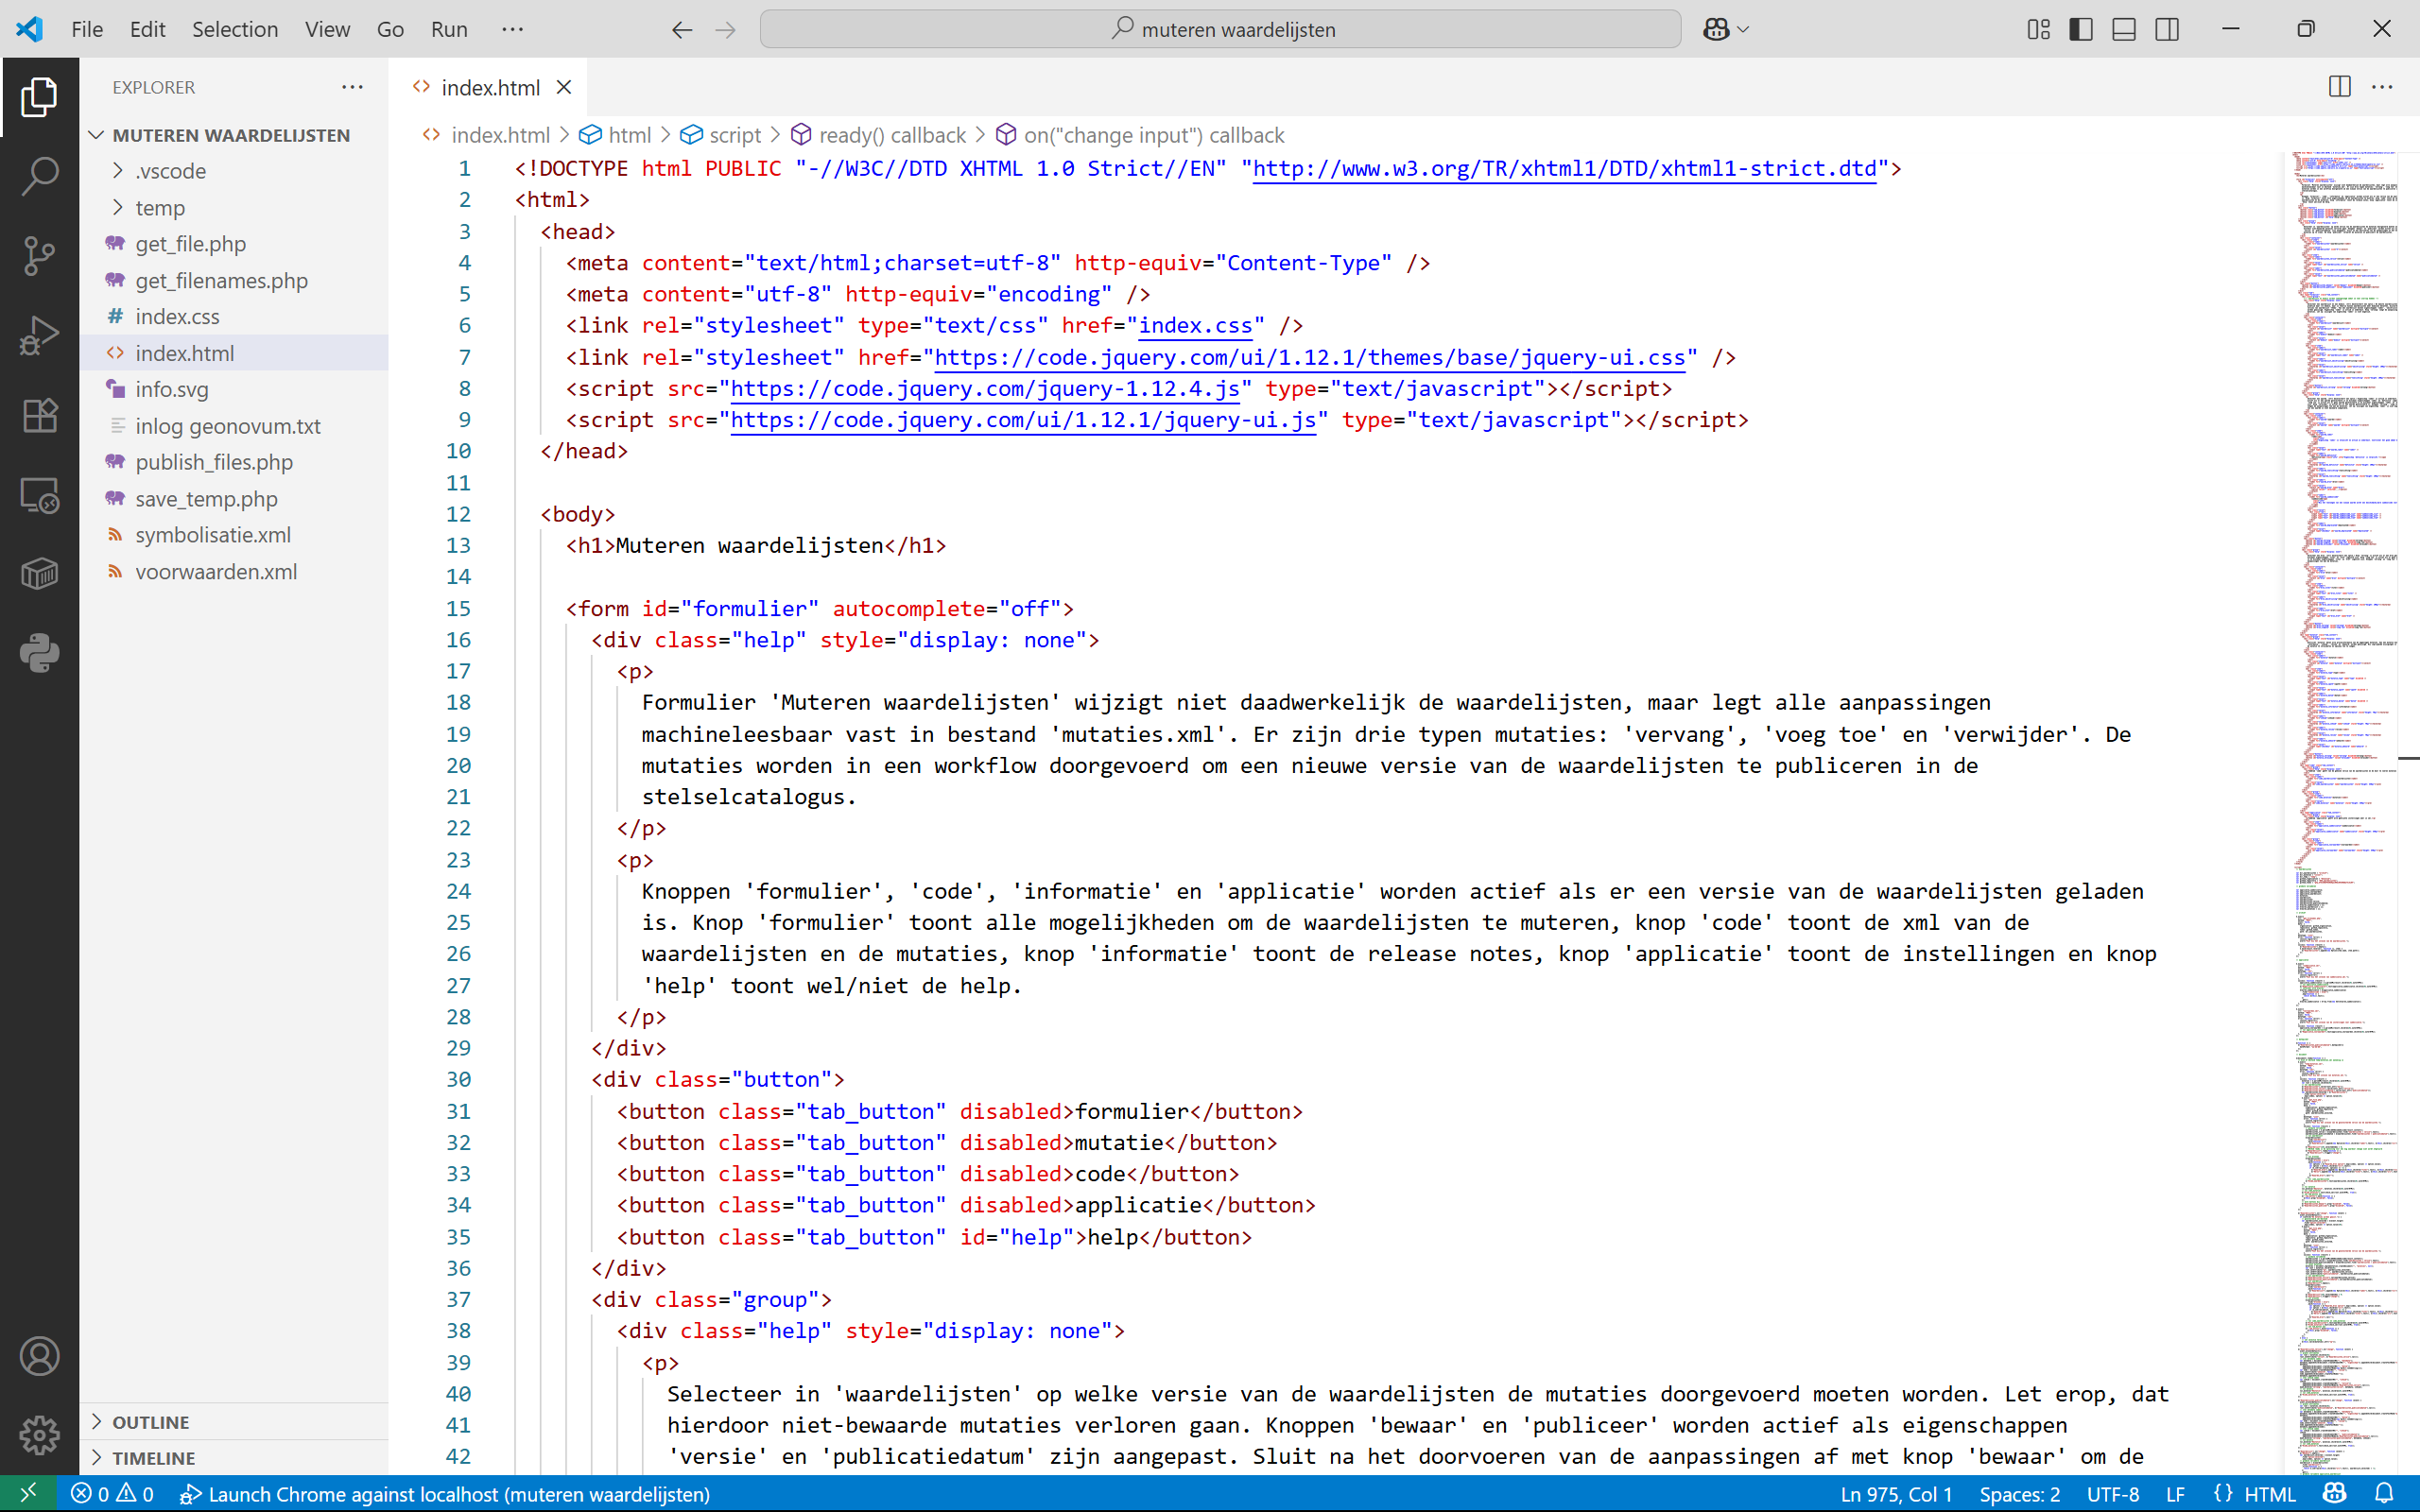 File Edit Selection View Go Run ··· muteren waardelijsten
EXPLORER ···
MUTEREN WAARDELIJSTEN
.vscode
temp
get_file.php
get_filenames.php
index.css
index.html
info.svg
inlog geonovum.txt
publish_files.php
save_temp.php
symbolisatie.xml
voorwaarden.xml
OUTLINE
TIMELINE
index.html
index.html > html > script > ready() callback > on("change input") callback
1 <!DOCTYPE html PUBLIC "-//W3C//DTD XHTML 1.0 Strict//EN" "http://www.w3.org/TR/xhtml1/DTD/xhtml1-strict.dtd">
2 <html>
3 <head>
4 <meta content="text/html;charset=utf-8" http-equiv="Content-Type" />
5 <meta content="utf-8" http-equiv="encoding" />
6 <link rel="stylesheet" type="text/css" href="index.css" />
7 <link rel="stylesheet" href="https://code.jquery.com/ui/1.12.1/themes/base/jquery-ui.css" />
8 <script src="https://code.jquery.com/jquery-1.12.4.js" type="text/javascript"></script>
9 <script src="https://code.jquery.com/ui/1.12.1/jquery-ui.js" type="text/javascript"></script>
10 </head>
11
12 <body>
13 <h1>Muteren waardelijsten</h1>
14
15 <form id="formulier" autocomplete="off">
16 <div class="help" style="display: none">
17 <p>
18 Formulier 'Muteren waardelijsten' wijzigt niet daadwerkelijk de waardelijsten, maar legt alle aanpassingen
19 machineleesbaar vast in bestand 'mutaties.xml'. Er zijn drie typen mutaties: 'vervang', 'voeg toe' en 'verwijder'. De
20 mutaties worden in een workflow doorgevoerd om een nieuwe versie van de waardelijsten te publiceren in de
21 stelselcatalogus.
22 </p>
23 <p>
24 Knoppen 'formulier', 'code', 'informatie' en 'applicatie' worden actief als er een versie van de waardelijsten geladen
25 is. Knop 'formulier' toont alle mogelijkheden om de waardelijsten te muteren, knop 'code' toont de xml van de
26 waardelijsten en de mutaties, knop 'informatie' toont de release notes, knop 'applicatie' toont de instellingen en knop
27 'help' toont wel/niet de help.
28 </p>
29 </div>
30 <div class="button">
31 <button class="tab_button" disabled>formulier</button>
32 <button class="tab_button" disabled>mutatie</button>
33 <button class="tab_button" disabled>code</button>
34 <button class="tab_button" disabled>applicatie</button>
35 <button class="tab_button" id="help">help</button>
36 </div>
37 <div class="group">
38 <div class="help" style="display: none">
39 <p>
40 Selecteer in 'waardelijsten' op welke versie van de waardelijsten de mutaties doorgevoerd moeten worden. Let erop, dat
41 hierdoor niet-bewaarde mutaties verloren gaan. Knoppen 'bewaar' en 'publiceer' worden actief als eigenschappen
42 'versie' en 'publicatiedatum' zijn aangepast. Sluit na het doorvoeren van de aanpassingen af met knop 'bewaar' om de
0 0 Launch Chrome against localhost (muteren waardelijsten) Ln 975, Col 1 Spaces: 2 UTF-8 LF {} HTML